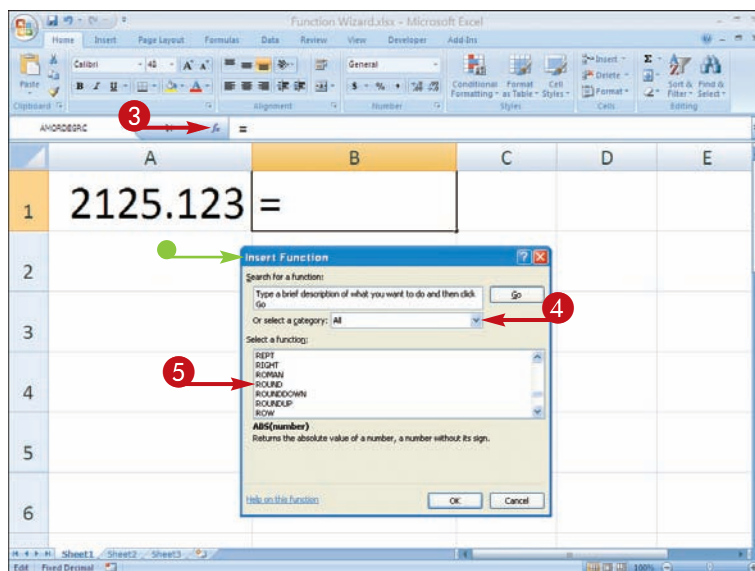 Function Wizard.xlsx - Microsoft Excel
Home Insert Page Layout Formulas Data Review View Developer Add-Ins
Paste
Calibri 48 A A
B I U A
General
$ % ,
Conditional Formatting as Table Styles
Format
Cell
Insert
Delete
Format
Σ
Sort & Filter
Find & Select
Clipboard Alignment Number Styles Cells Editing
AMORDEGRC 3 fx =
A B C D E
1 2125.123 =
2
3
4
5
6
Insert Function
Search for a function:
Type a brief description of what you want to do and then click Go
Go
Or select a category: All
4
Select a function:
REPT
RIGHT
ROMAN
5 ROUND
ROUNDDOWN
ROUNDUP
ROW
ABS(number)
Returns the absolute value of a number, a number without its sign.
Help on this function
OK Cancel
Sheet1 Sheet2 Sheet3
Edit Fixed Decimal 100%